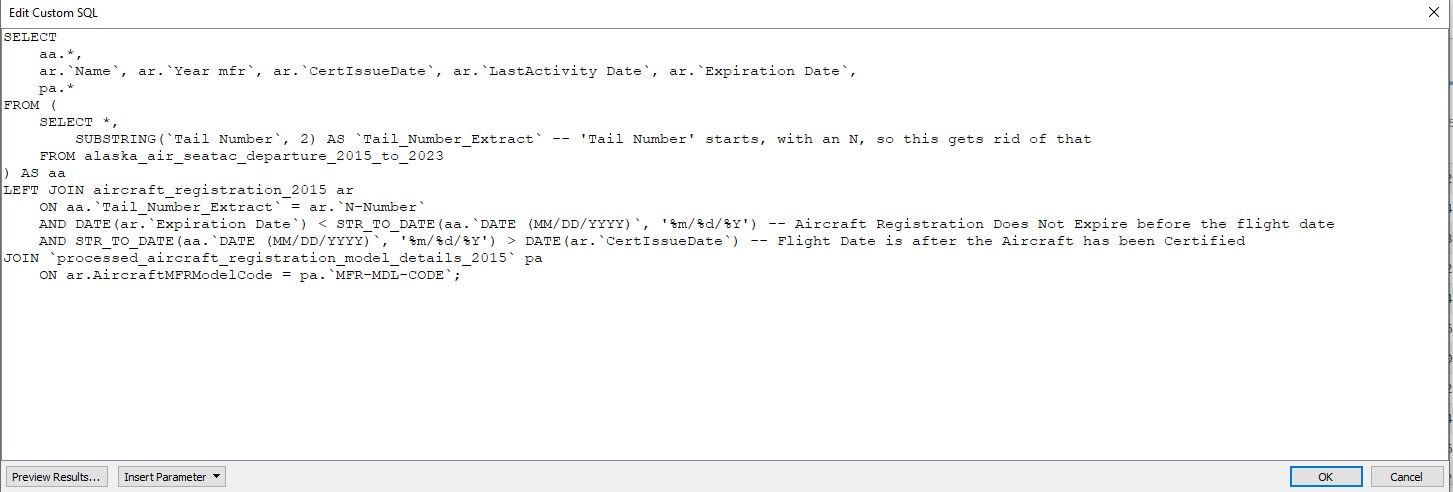 Edit Custom SQL
SELECT
    aa.*,
    ar.`Name`, ar.`Year mfr`, ar.`CertIssueDate`, ar.`LastActivity Date`, ar.`Expiration Date`,
    pa.*
FROM (
    SELECT *,
        SUBSTRING(`Tail Number`, 2) AS `Tail_Number_Extract` -- 'Tail Number' starts, with an N, so this gets rid of that
    FROM alaska_air_seatac_departure_2015_to_2023
) AS aa
LEFT JOIN aircraft_registration_2015 ar
    ON aa.`Tail_Number_Extract` = ar.`N-Number`
    AND DATE(ar.`Expiration Date`) < STR_TO_DATE(aa.`DATE (MM/DD/YYYY)`, '%m/%d/%Y') -- Aircraft Registration Does Not Expire before the flight date
    AND STR_TO_DATE(aa.`DATE (MM/DD/YYYY)`, '%m/%d/%Y') > DATE(ar.`CertIssueDate`) -- Flight Date is after the Aircraft has been Certified
JOIN `processed_aircraft_registration_model_details_2015` pa
    ON ar.AircraftMFRModelCode = pa.`MFR-MDL-CODE`;
Preview Results... Insert Parameter OK Cancel